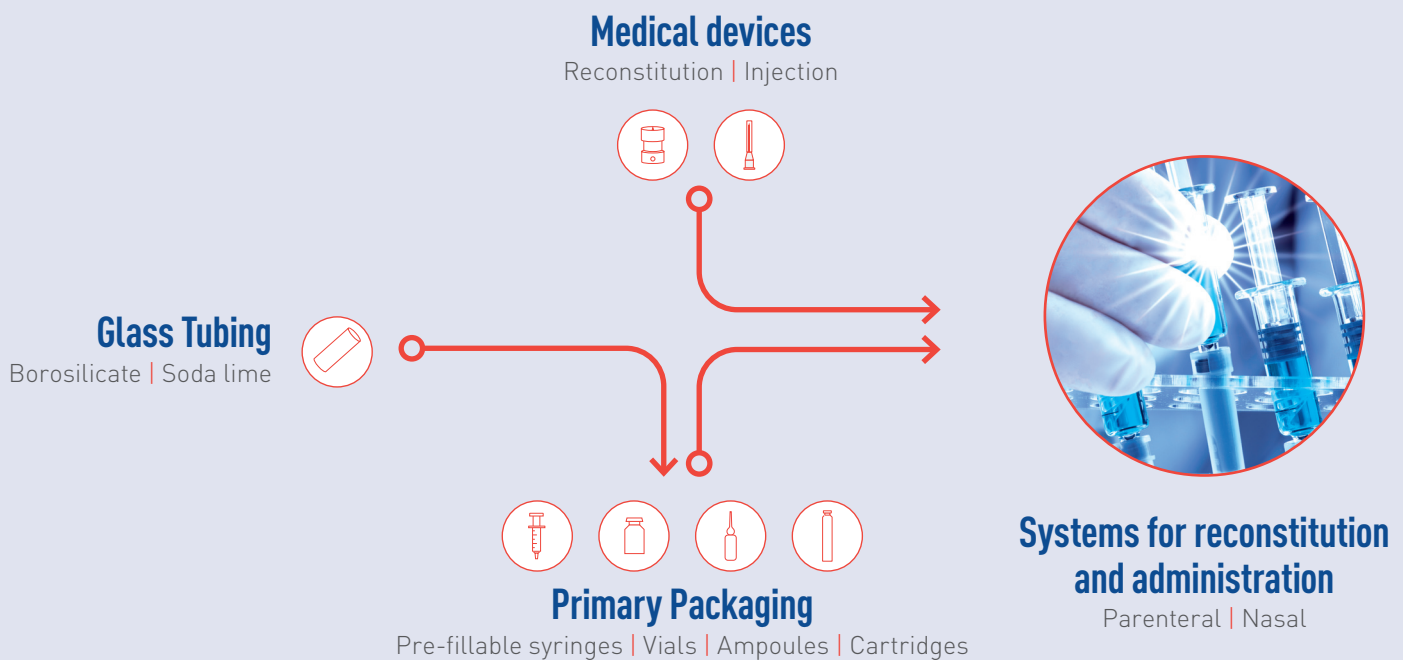 Medical devices
Reconstitution | Injection
Glass Tubing
Borosilicate | Soda lime
Primary Packaging
Pre-fillable syringes | Vials | Ampoules | Cartridges
Systems for reconstitution
and administration
Parenteral | Nasal